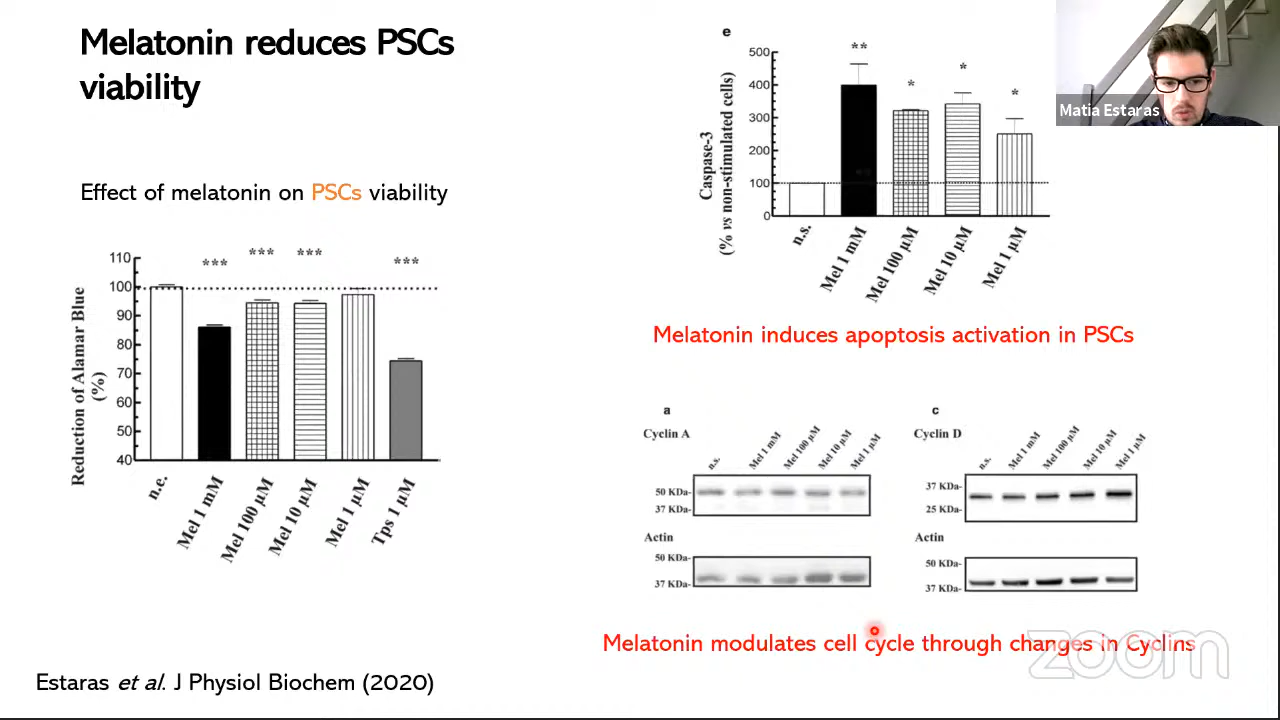 Melatonin reduces PSCs
viability
Effect of melatonin on PSCs viability
Reduction of Alamar Blue
(%)
110
100
90
80
70
60
50
40
***
***
***
***
n.e.
Mel 1 mM
Mel 100 µM
Mel 10 µM
Mel 1 µM
Tps 1 µM
Estaras et al. J Physiol Biochem (2020)
e
Caspase-3
(% vs non-stimulated cells)
500
400
300
200
100
0
**
*
*
*
n.s.
Mel 1 mM
Mel 100 µM
Mel 10 µM
Mel 1 µM
Matia Estaras
Melatonin induces apoptosis activation in PSCs
a
Cyclin A
n.s.
Mel 1 mM
Mel 100 µM
Mel 10 µM
Mel 1 µM
50 KDa-
37 KDa-
Actin
50 KDa-
37 KDa-
c
Cyclin D
n.s.
Mel 1 mM
Mel 100 µM
Mel 10 µM
Mel 1 µM
37 KDa-
25 KDa-
Actin
50 KDa-
37 KDa-
Melatonin modulates cell cycle through changes in Cyclins
zoom